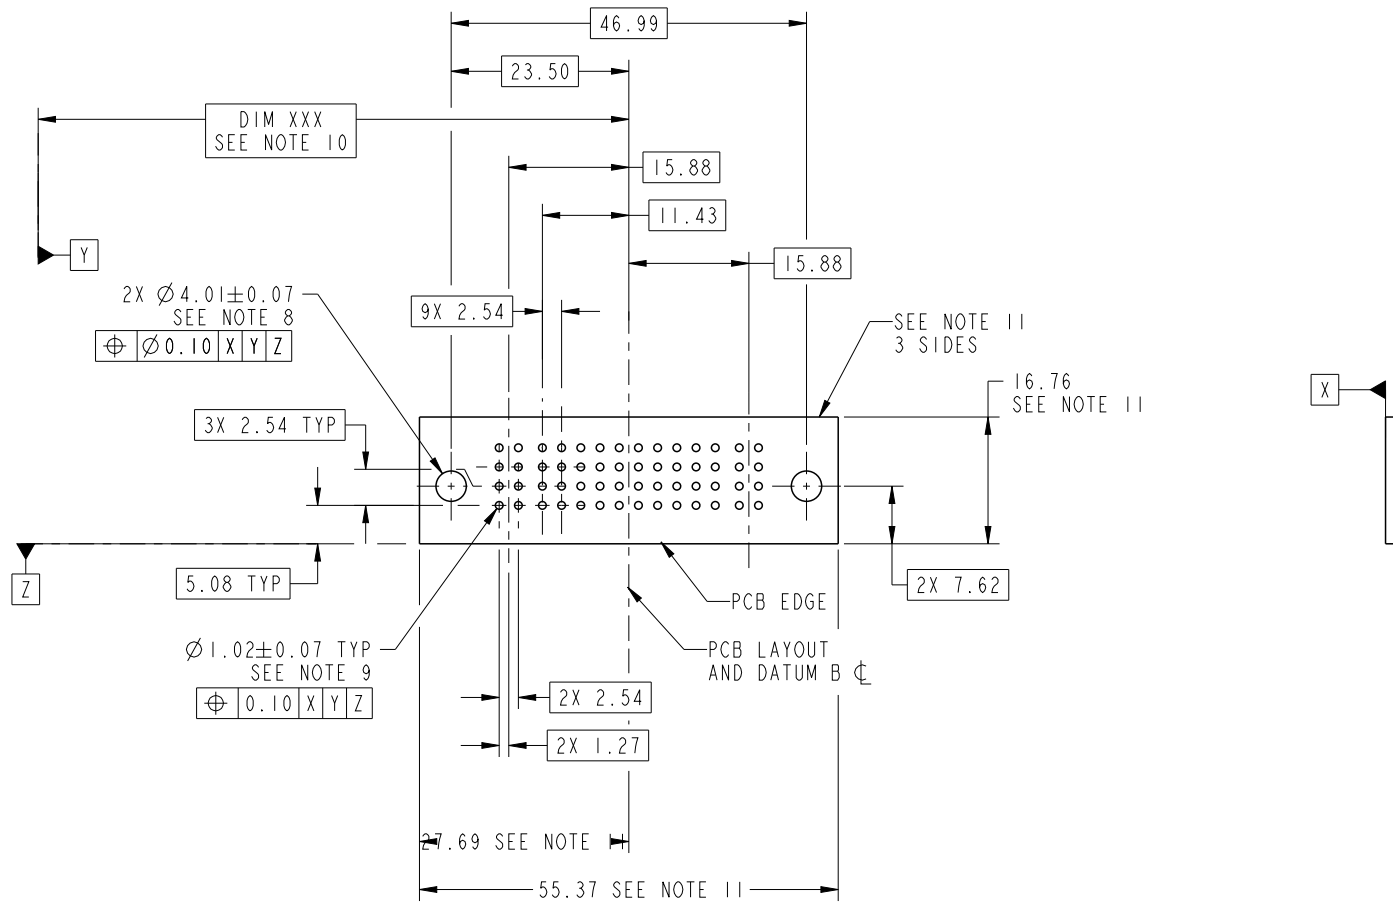 46.99
23.50
DIM XXX
SEE NOTE 10
15.88
11.43
Y
15.88
2X Ø4.01±0.07
SEE NOTE 8
⌖ Ø0.10 X Y Z
9X 2.54
SEE NOTE 11
3 SIDES
16.76
SEE NOTE 11
X
3X 2.54 TYP
Z
5.08 TYP
2X 7.62
PCB EDGE
Ø1.02±0.07 TYP
SEE NOTE 9
⌖ 0.10 X Y Z
PCB LAYOUT
AND DATUM B ℄
2X 2.54
2X 1.27
27.69 SEE NOTE 11
55.37 SEE NOTE 11